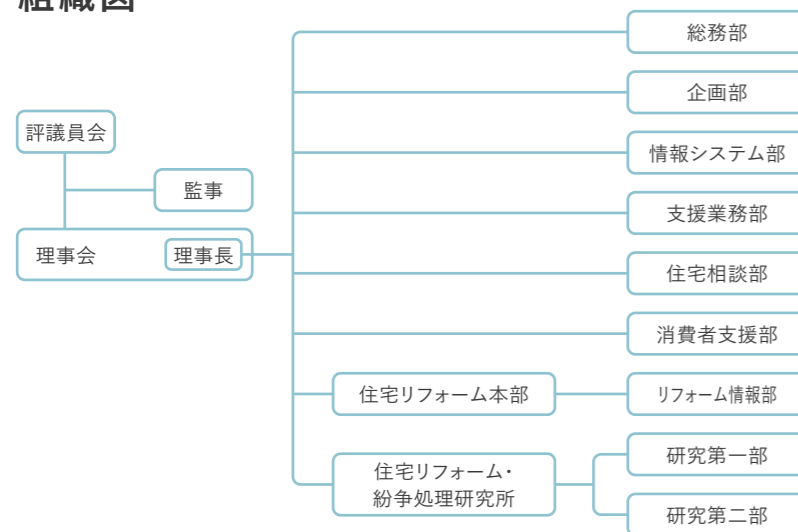 組織図
総務部
企画部
評議員会
情報システム部
監事
支援業務部
理事会
理事長
住宅相談部
消費者支援部
住宅リフォーム本部
リフォーム情報部
住宅リフォーム・
紛争処理研究所
研究第一部
研究第二部